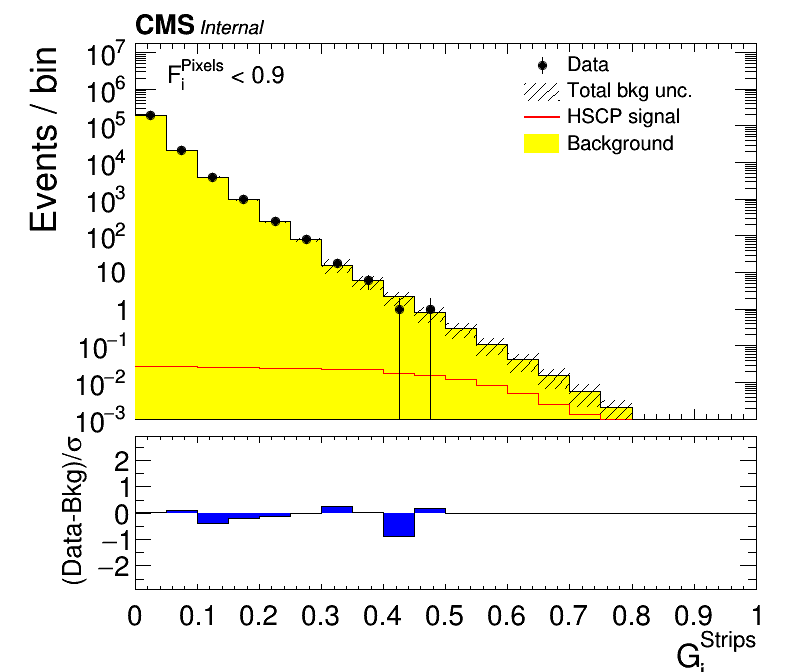 CMS Internal
F_i^Pixels < 0.9
Data
Total bkg unc.
HSCP signal
Background
Events / bin
10^7
10^6
10^5
10^4
10^3
10^2
10
1
10^−1
10^−2
10^−3
(Data-Bkg)/σ
2
1
0
−1
−2
0 0.1 0.2 0.3 0.4 0.5 0.6 0.7 0.8 0.9 1
G_i^Strips